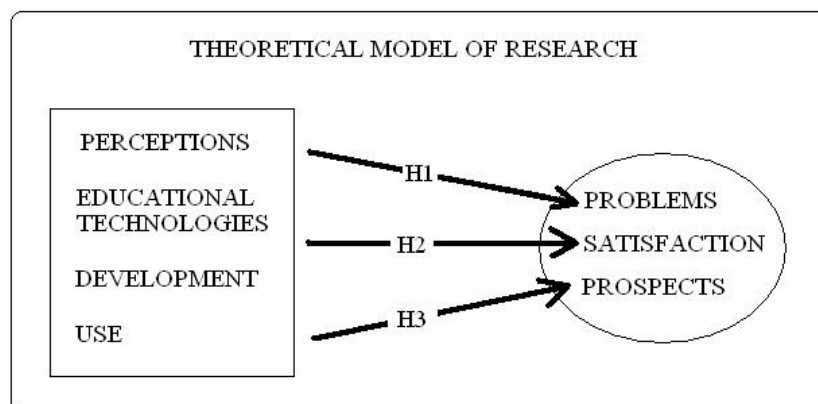 THEORETICAL MODEL OF RESEARCH
PERCEPTIONS
EDUCATIONAL
TECHNOLOGIES
DEVELOPMENT
USE
H1
H2
H3
PROBLEMS
SATISFACTION
PROSPECTS